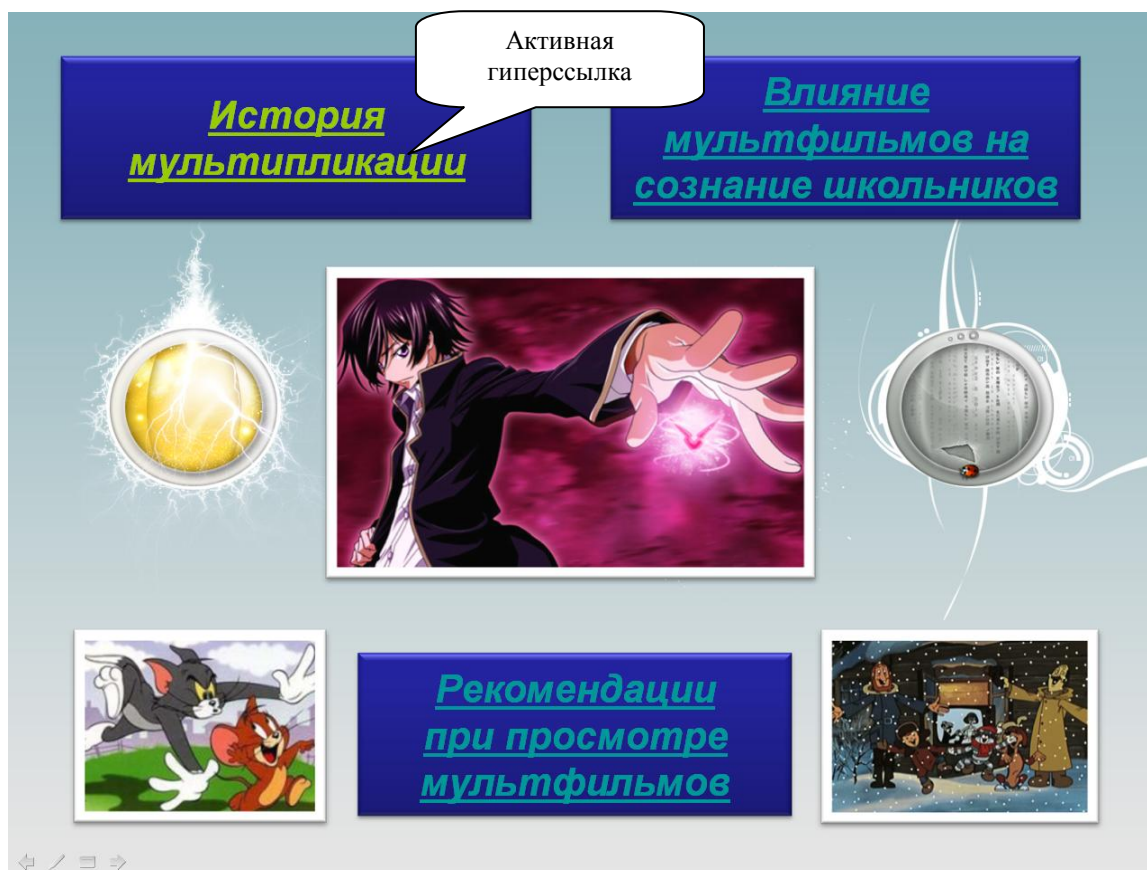 Активная
гиперссылка
История
мультипликации
Влияние
мультфильмов на
сознание школьников
Рекомендации
при просмотре
мультфильмов